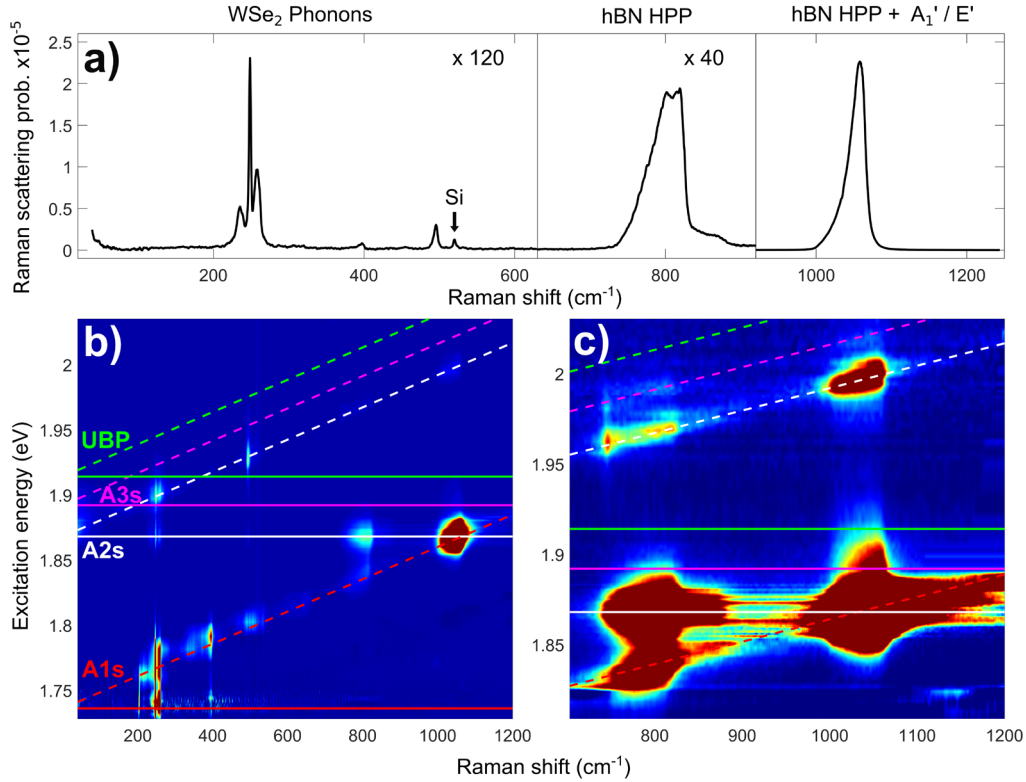 WSe₂ Phonons hBN HPP hBN HPP + A₁' / E'
a) x 120 x 40
Raman scattering prob. x10⁻⁵
2.5
2
1.5
1
0.5
0
Si
200 400 600 800 1000 1200
Raman shift (cm⁻¹)
b)
Excitation energy (eV)
2
1.95
1.9
1.85
1.8
1.75
UBP
A3s
A2s
A1s
200 400 600 800 1000 1200
c)
2
1.95
1.9
1.85
800 900 1000 1100 1200
Raman shift (cm⁻¹)